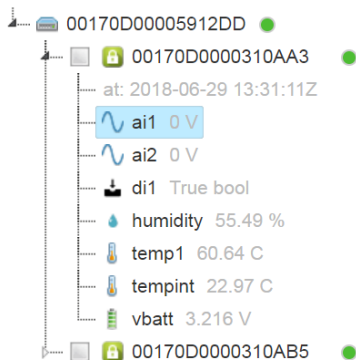 00170D00005912DD
00170D0000310AA3
at: 2018-06-29 13:31:11Z
ai1 0 V
ai2 0 V
di1 True bool
humidity 55.49 %
temp1 60.64 C
tempint 22.97 C
vbatt 3.216 V
00170D0000310AB5